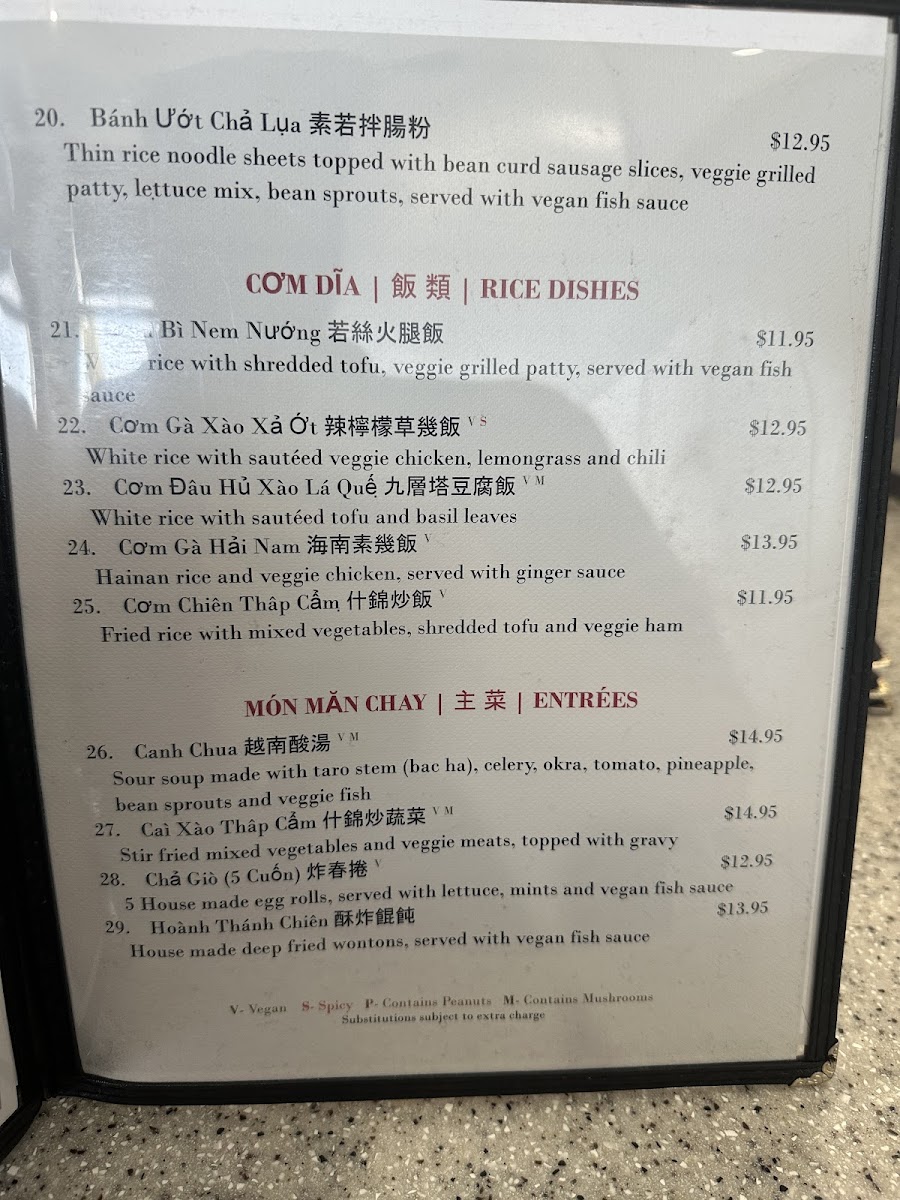 20. Bánh Ướt Chả Lụa 素若拌腸粉 $12.95
Thin rice noodle sheets topped with bean curd sausage slices, veggie grilled
patty, lettuce mix, bean sprouts, served with vegan fish sauce
CƠM DĨA | 飯 類 | RICE DISHES
21. Bì Nem Nướng 若絲火腿飯 $11.95
rice with shredded tofu, veggie grilled patty, served with vegan fish
sauce
22. Cơm Gà Xào Xả Ớt 辣檸檬草幾飯 V S $12.95
White rice with sautéed veggie chicken, lemongrass and chili
23. Cơm Đâu Hủ Xào Lá Quế 九層塔豆腐飯 V M $12.95
White rice with sautéed tofu and basil leaves
24. Cơm Gà Hải Nam 海南素幾飯 V $13.95
Hainan rice and veggie chicken, served with ginger sauce
25. Cơm Chiên Thâp Cẩm 什錦炒飯 V $11.95
Fried rice with mixed vegetables, shredded tofu and veggie ham
MÓN MĂN CHAY | 主 菜 | ENTRÉES
26. Canh Chua 越南酸湯 V M $14.95
Sour soup made with taro stem (bac ha), celery, okra, tomato, pineapple,
bean sprouts and veggie fish
27. Caì Xào Thâp Cẩm 什錦炒蔬菜 V M $14.95
Stir fried mixed vegetables and veggie meats, topped with gravy
28. Chả Giò (5 Cuốn) 炸春捲 V $12.95
5 House made egg rolls, served with lettuce, mints and vegan fish sauce
29. Hoành Thánh Chiên 酥炸餛飩 $13.95
House made deep fried wontons, served with vegan fish sauce
V- Vegan S- Spicy P- Contains Peanuts M- Contains Mushrooms
Substitutions subject to extra charge